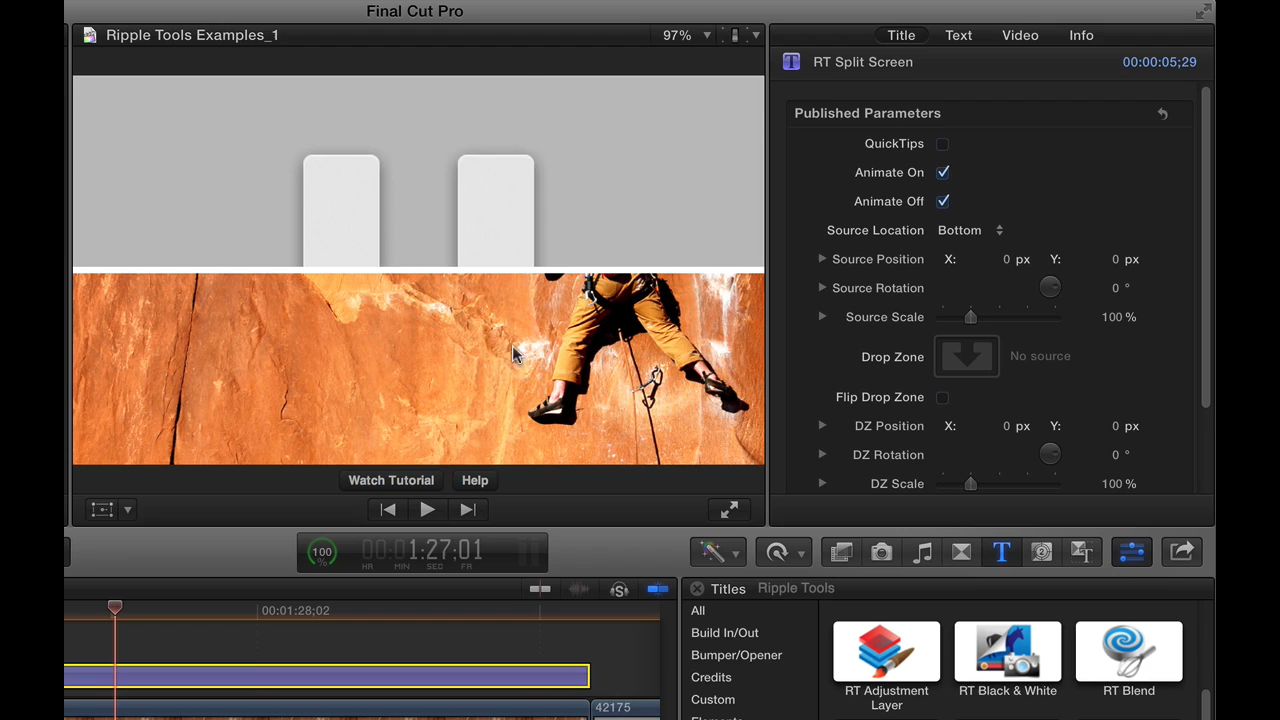 Final Cut Pro
Ripple Tools Examples_1
97%
Title Text Video Info
RT Split Screen
00:00:05;29
Published Parameters
QuickTips
Animate On
Animate Off
Source Location Bottom
Source Position X: 0 px Y: 0 px
Source Rotation 0 °
Source Scale 100 %
Drop Zone No source
Flip Drop Zone
DZ Position X: 0 px Y: 0 px
DZ Rotation 0 °
DZ Scale 100 %
Watch Tutorial Help
100 %
00:00:1:27;01
HR MIN SEC FR
00:01:28;02
42175
Titles Ripple Tools
All
Build In/Out
Bumper/Opener
Credits
Custom
RT Adjustment
Layer
RT Black & White
RT Blend